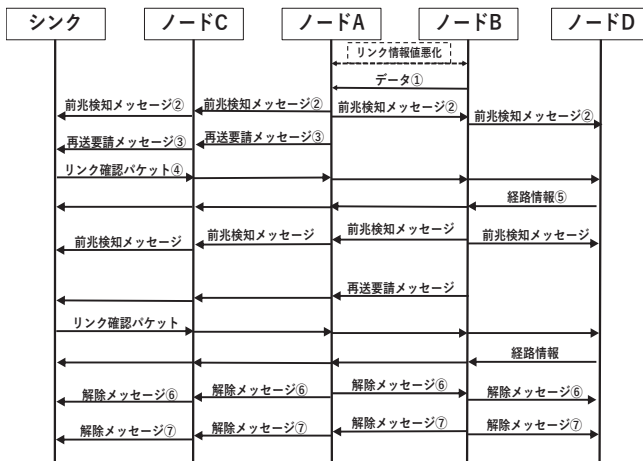 シンク
ノードC
ノードA
ノードB
ノードD
リンク情報値悪化
データ①
前兆検知メッセージ②
前兆検知メッセージ②
前兆検知メッセージ②
前兆検知メッセージ②
再送要請メッセージ③
再送要請メッセージ③
リンク確認パケット④
経路情報⑤
前兆検知メッセージ
前兆検知メッセージ
前兆検知メッセージ
前兆検知メッセージ
再送要請メッセージ
リンク確認パケット
経路情報
解除メッセージ⑥
解除メッセージ⑥
解除メッセージ⑥
解除メッセージ⑥
解除メッセージ⑦
解除メッセージ⑦
解除メッセージ⑦
解除メッセージ⑦